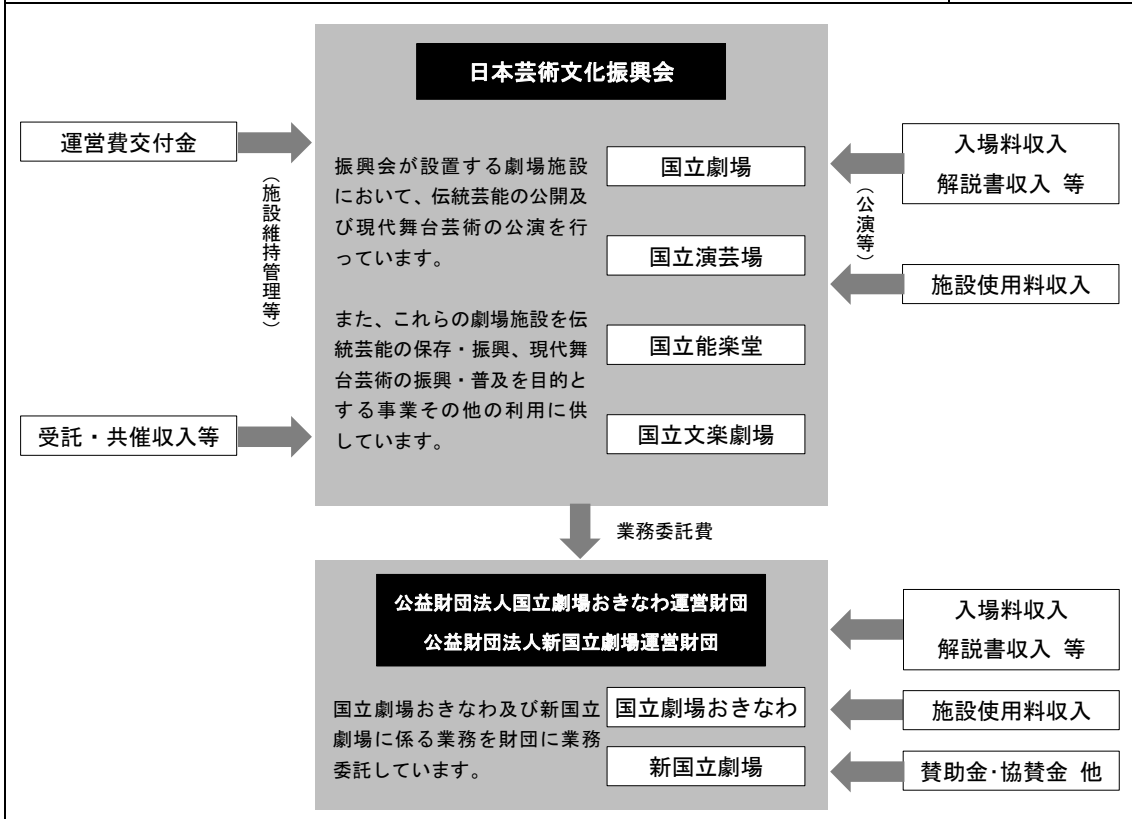 日本芸術文化振興会
運営費交付金
（施設維持管理等）
受託・共催収入等
振興会が設置する劇場施設
において、伝統芸能の公開及
び現代舞台芸術の公演を行
っています。
また、これらの劇場施設を伝
統芸能の保存・振興、現代舞
台芸術の振興・普及を目的と
する事業その他の利用に供
しています。
国立劇場
国立演芸場
国立能楽堂
国立文楽劇場
入場料収入
解説書収入 等
（公演等）
施設使用料収入
業務委託費
公益財団法人国立劇場おきなわ運営財団
公益財団法人新国立劇場運営財団
国立劇場おきなわ及び新国立
劇場に係る業務を財団に業務
委託しています。
国立劇場おきなわ
新国立劇場
入場料収入
解説書収入 等
施設使用料収入
賛助金・協賛金 他